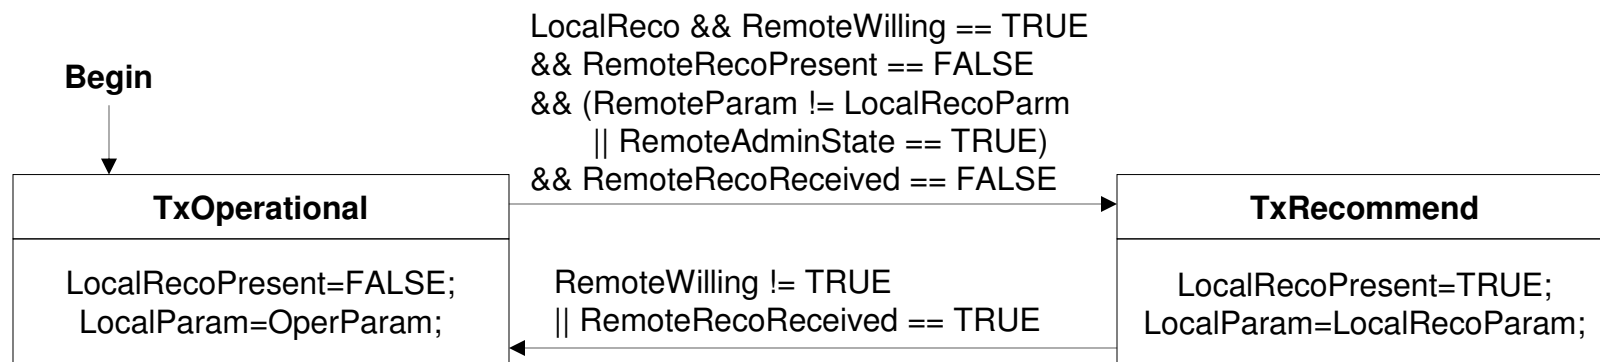 Begin
LocalReco && RemoteWilling == TRUE
&& RemoteRecoPresent == FALSE
&& (RemoteParam != LocalRecoParm
|| RemoteAdminState == TRUE)
&& RemoteRecoReceived == FALSE
TxOperational
LocalRecoPresent=FALSE;
LocalParam=OperParam;
RemoteWilling != TRUE
|| RemoteRecoReceived == TRUE
TxRecommend
LocalRecoPresent=TRUE;
LocalParam=LocalRecoParam;